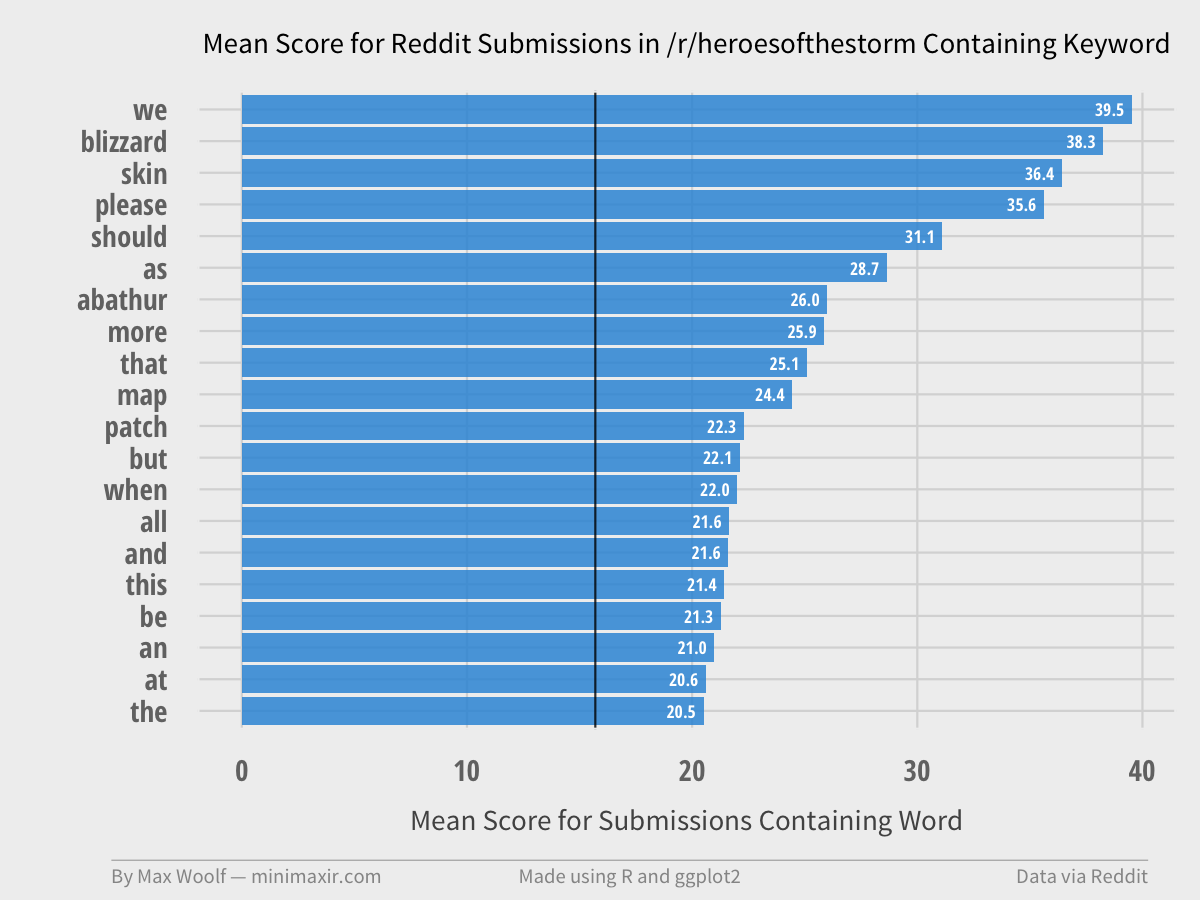 Mean Score for Reddit Submissions in /r/heroesofthestorm Containing Keyword
we 39.5
blizzard 38.3
skin 36.4
please 35.6
should 31.1
as 28.7
abathur 26.0
more 25.9
that 25.1
map 24.4
patch 22.3
but 22.1
when 22.0
all 21.6
and 21.6
this 21.4
be 21.3
an 21.0
at 20.6
the 20.5
0 10 20 30 40
Mean Score for Submissions Containing Word
By Max Woolf — minimaxir.com Made using R and ggplot2 Data via Reddit